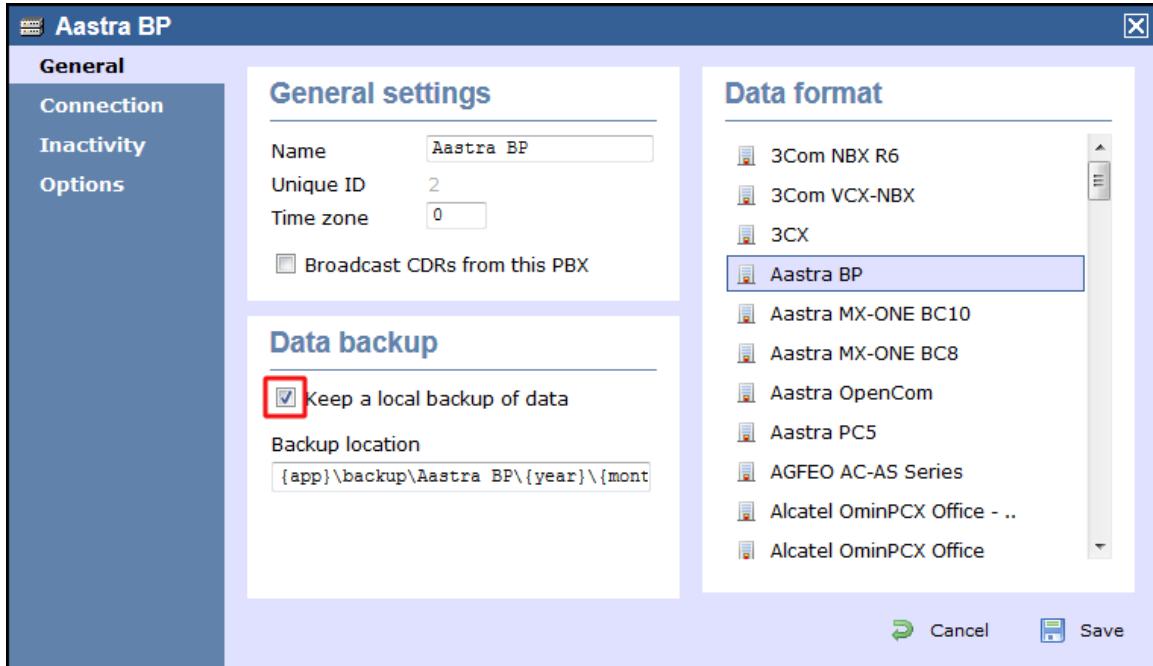 Aastra BP
General
Connection
Inactivity
Options
General settings
Name Aastra BP
Unique ID 2
Time zone 0
Broadcast CDRs from this PBX
Data backup
Keep a local backup of data
Backup location
{app}\backup\Aastra BP\{year}\{mont
Data format
3Com NBX R6
3Com VCX-NBX
3CX
Aastra BP
Aastra MX-ONE BC10
Aastra MX-ONE BC8
Aastra OpenCom
Aastra PC5
AGFEO AC-AS Series
Alcatel OminPCX Office - ..
Alcatel OminPCX Office
Cancel Save